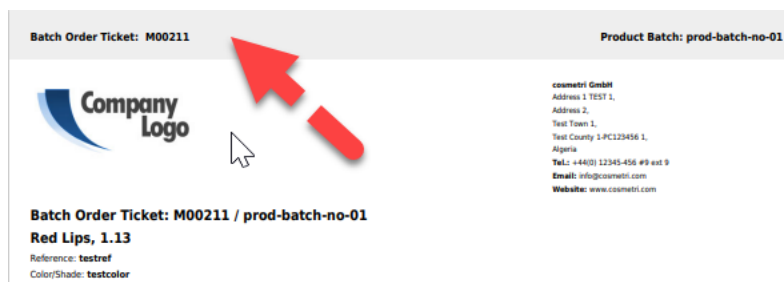 Batch Order Ticket: M00211
Product Batch: prod-batch-no-01
Company
Logo
cosmetri GmbH
Address 1 TEST 1,
Address 2,
Test Town 1,
Test County 1-PC123456 1,
Algeria
Tel.: +44(0) 12345-456 #9 ext 9
Email: info@cosmetri.com
Website: www.cosmetri.com
Batch Order Ticket: M00211 / prod-batch-no-01
Red Lips, 1.13
Reference: testref
Color/Shade: testcolor